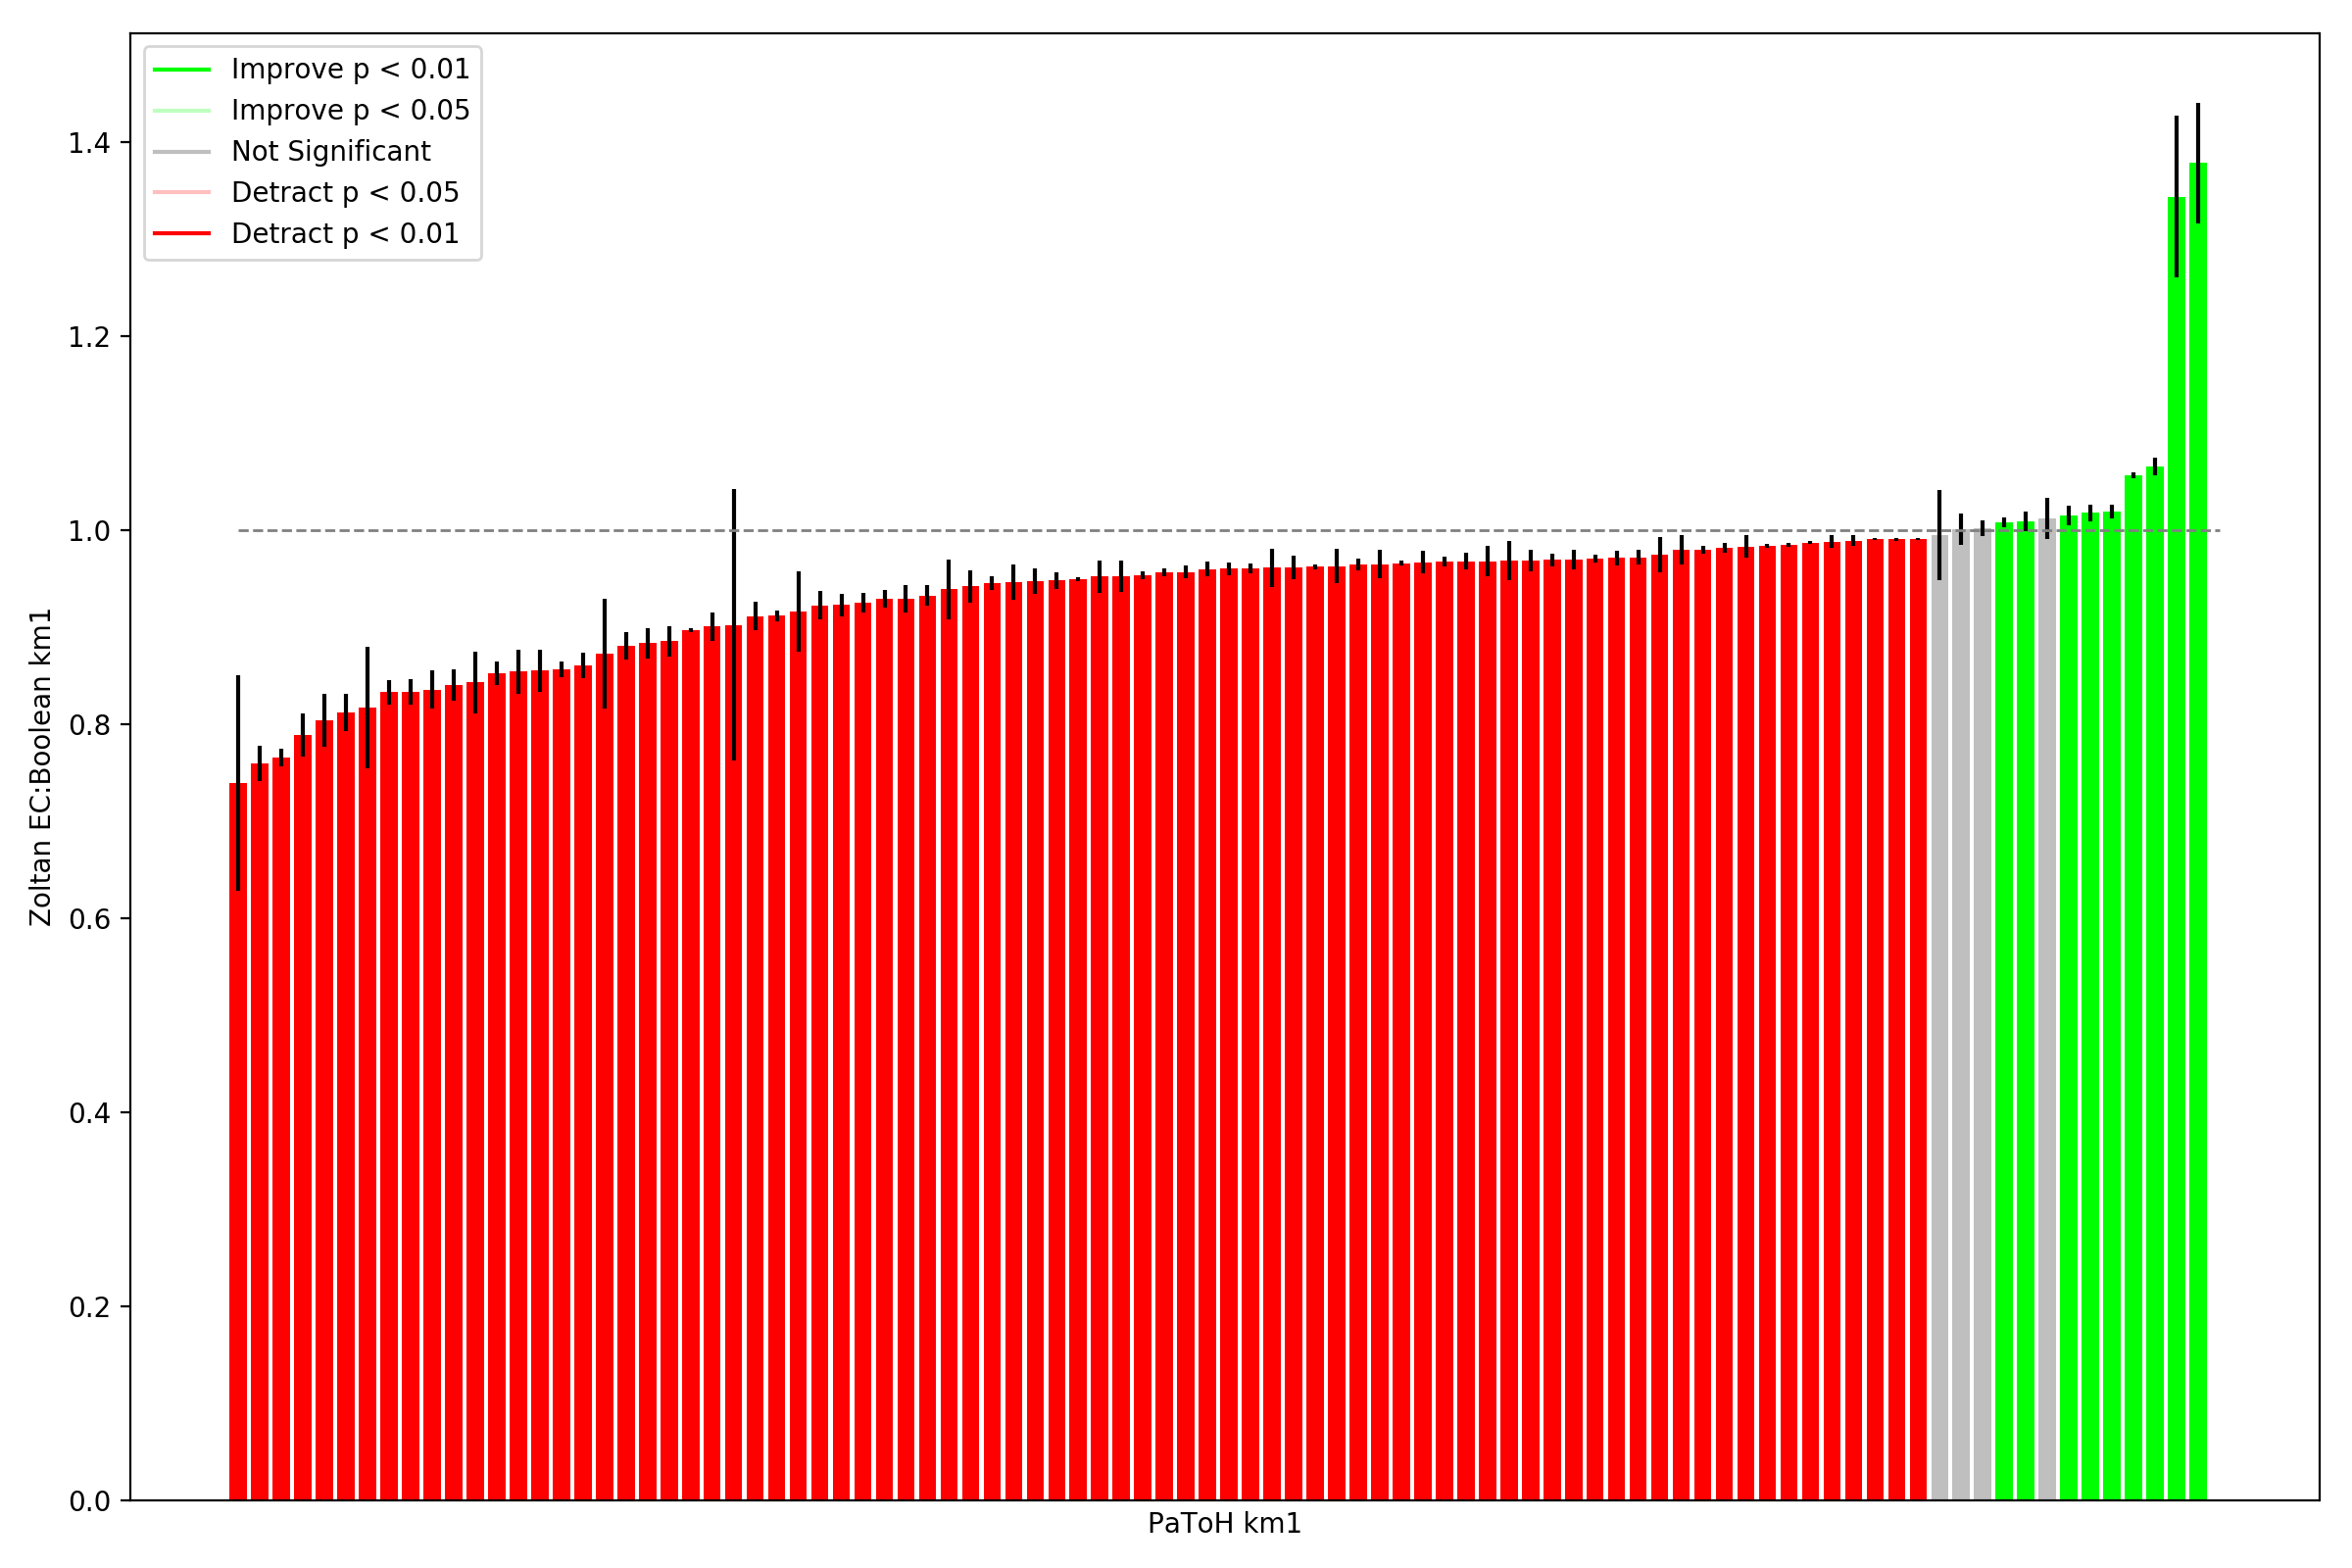 Improve p < 0.01
Improve p < 0.05
Not Significant
Detract p < 0.05
Detract p < 0.01
1.4
1.2
1.0
0.8
0.6
0.4
0.2
0.0
Zoltan EC:Boolean km1
PaToH km1